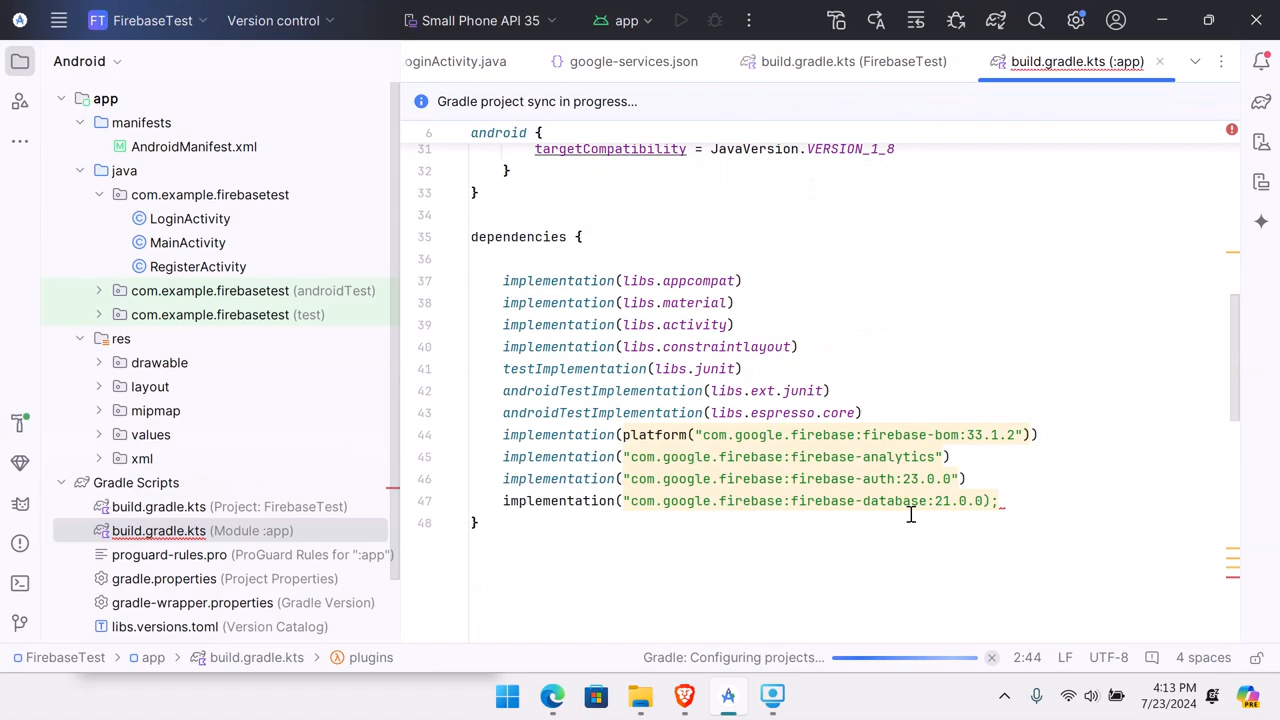 FT FirebaseTest Version control Small Phone API 35 app
Android
oginActivity.java google-services.json build.gradle.kts (FirebaseTest) build.gradle.kts (:app)
Gradle project sync in progress...
app
manifests
AndroidManifest.xml
java
com.example.firebasetest
LoginActivity
MainActivity
RegisterActivity
com.example.firebasetest (androidTest)
com.example.firebasetest (test)
res
drawable
layout
mipmap
values
xml
Gradle Scripts
build.gradle.kts (Project: FirebaseTest)
build.gradle.kts (Module :app)
proguard-rules.pro (ProGuard Rules for ":app")
gradle.properties (Project Properties)
gradle-wrapper.properties (Gradle Version)
libs.versions.toml (Version Catalog)
6 android {
31 targetCompatibility = JavaVersion.VERSION_1_8
32 }
33 }
34
35 dependencies {
36
37 implementation(libs.appcompat)
38 implementation(libs.material)
39 implementation(libs.activity)
40 implementation(libs.constraintlayout)
41 testImplementation(libs.junit)
42 androidTestImplementation(libs.ext.junit)
43 androidTestImplementation(libs.espresso.core)
44 implementation(platform("com.google.firebase:firebase-bom:33.1.2"))
45 implementation("com.google.firebase:firebase-analytics")
46 implementation("com.google.firebase:firebase-auth:23.0.0")
47 implementation("com.google.firebase:firebase-database:21.0.0);
48 }
FirebaseTest app build.gradle.kts plugins Gradle: Configuring projects... 2:44 LF UTF-8 4 spaces
4:13 PM
7/23/2024
PRE